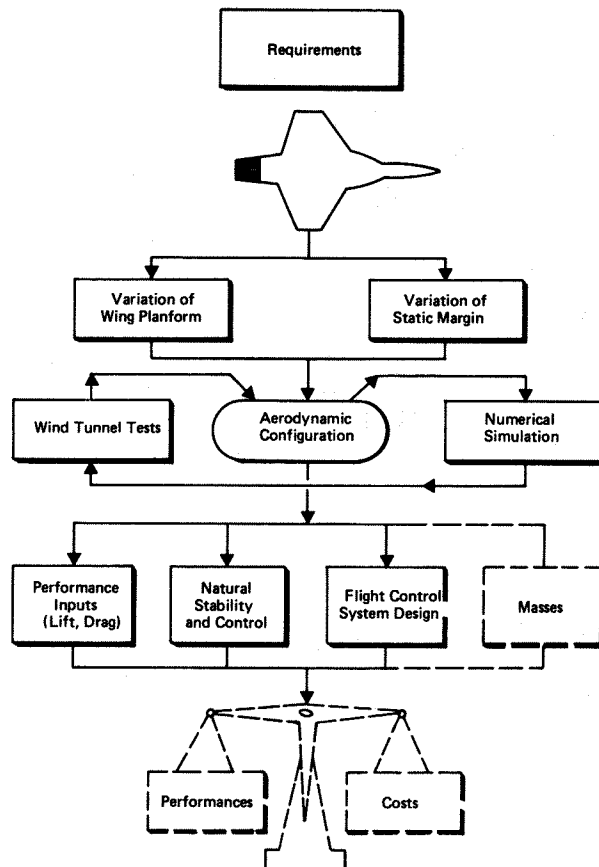 Requirements
Variation of
Wing Planform
Variation of
Static Margin
Wind Tunnel Tests
Aerodynamic
Configuration
Numerical
Simulation
Performance
Inputs
(Lift, Drag)
Natural
Stability
and Control
Flight Control
System Design
Masses
Performances
Costs